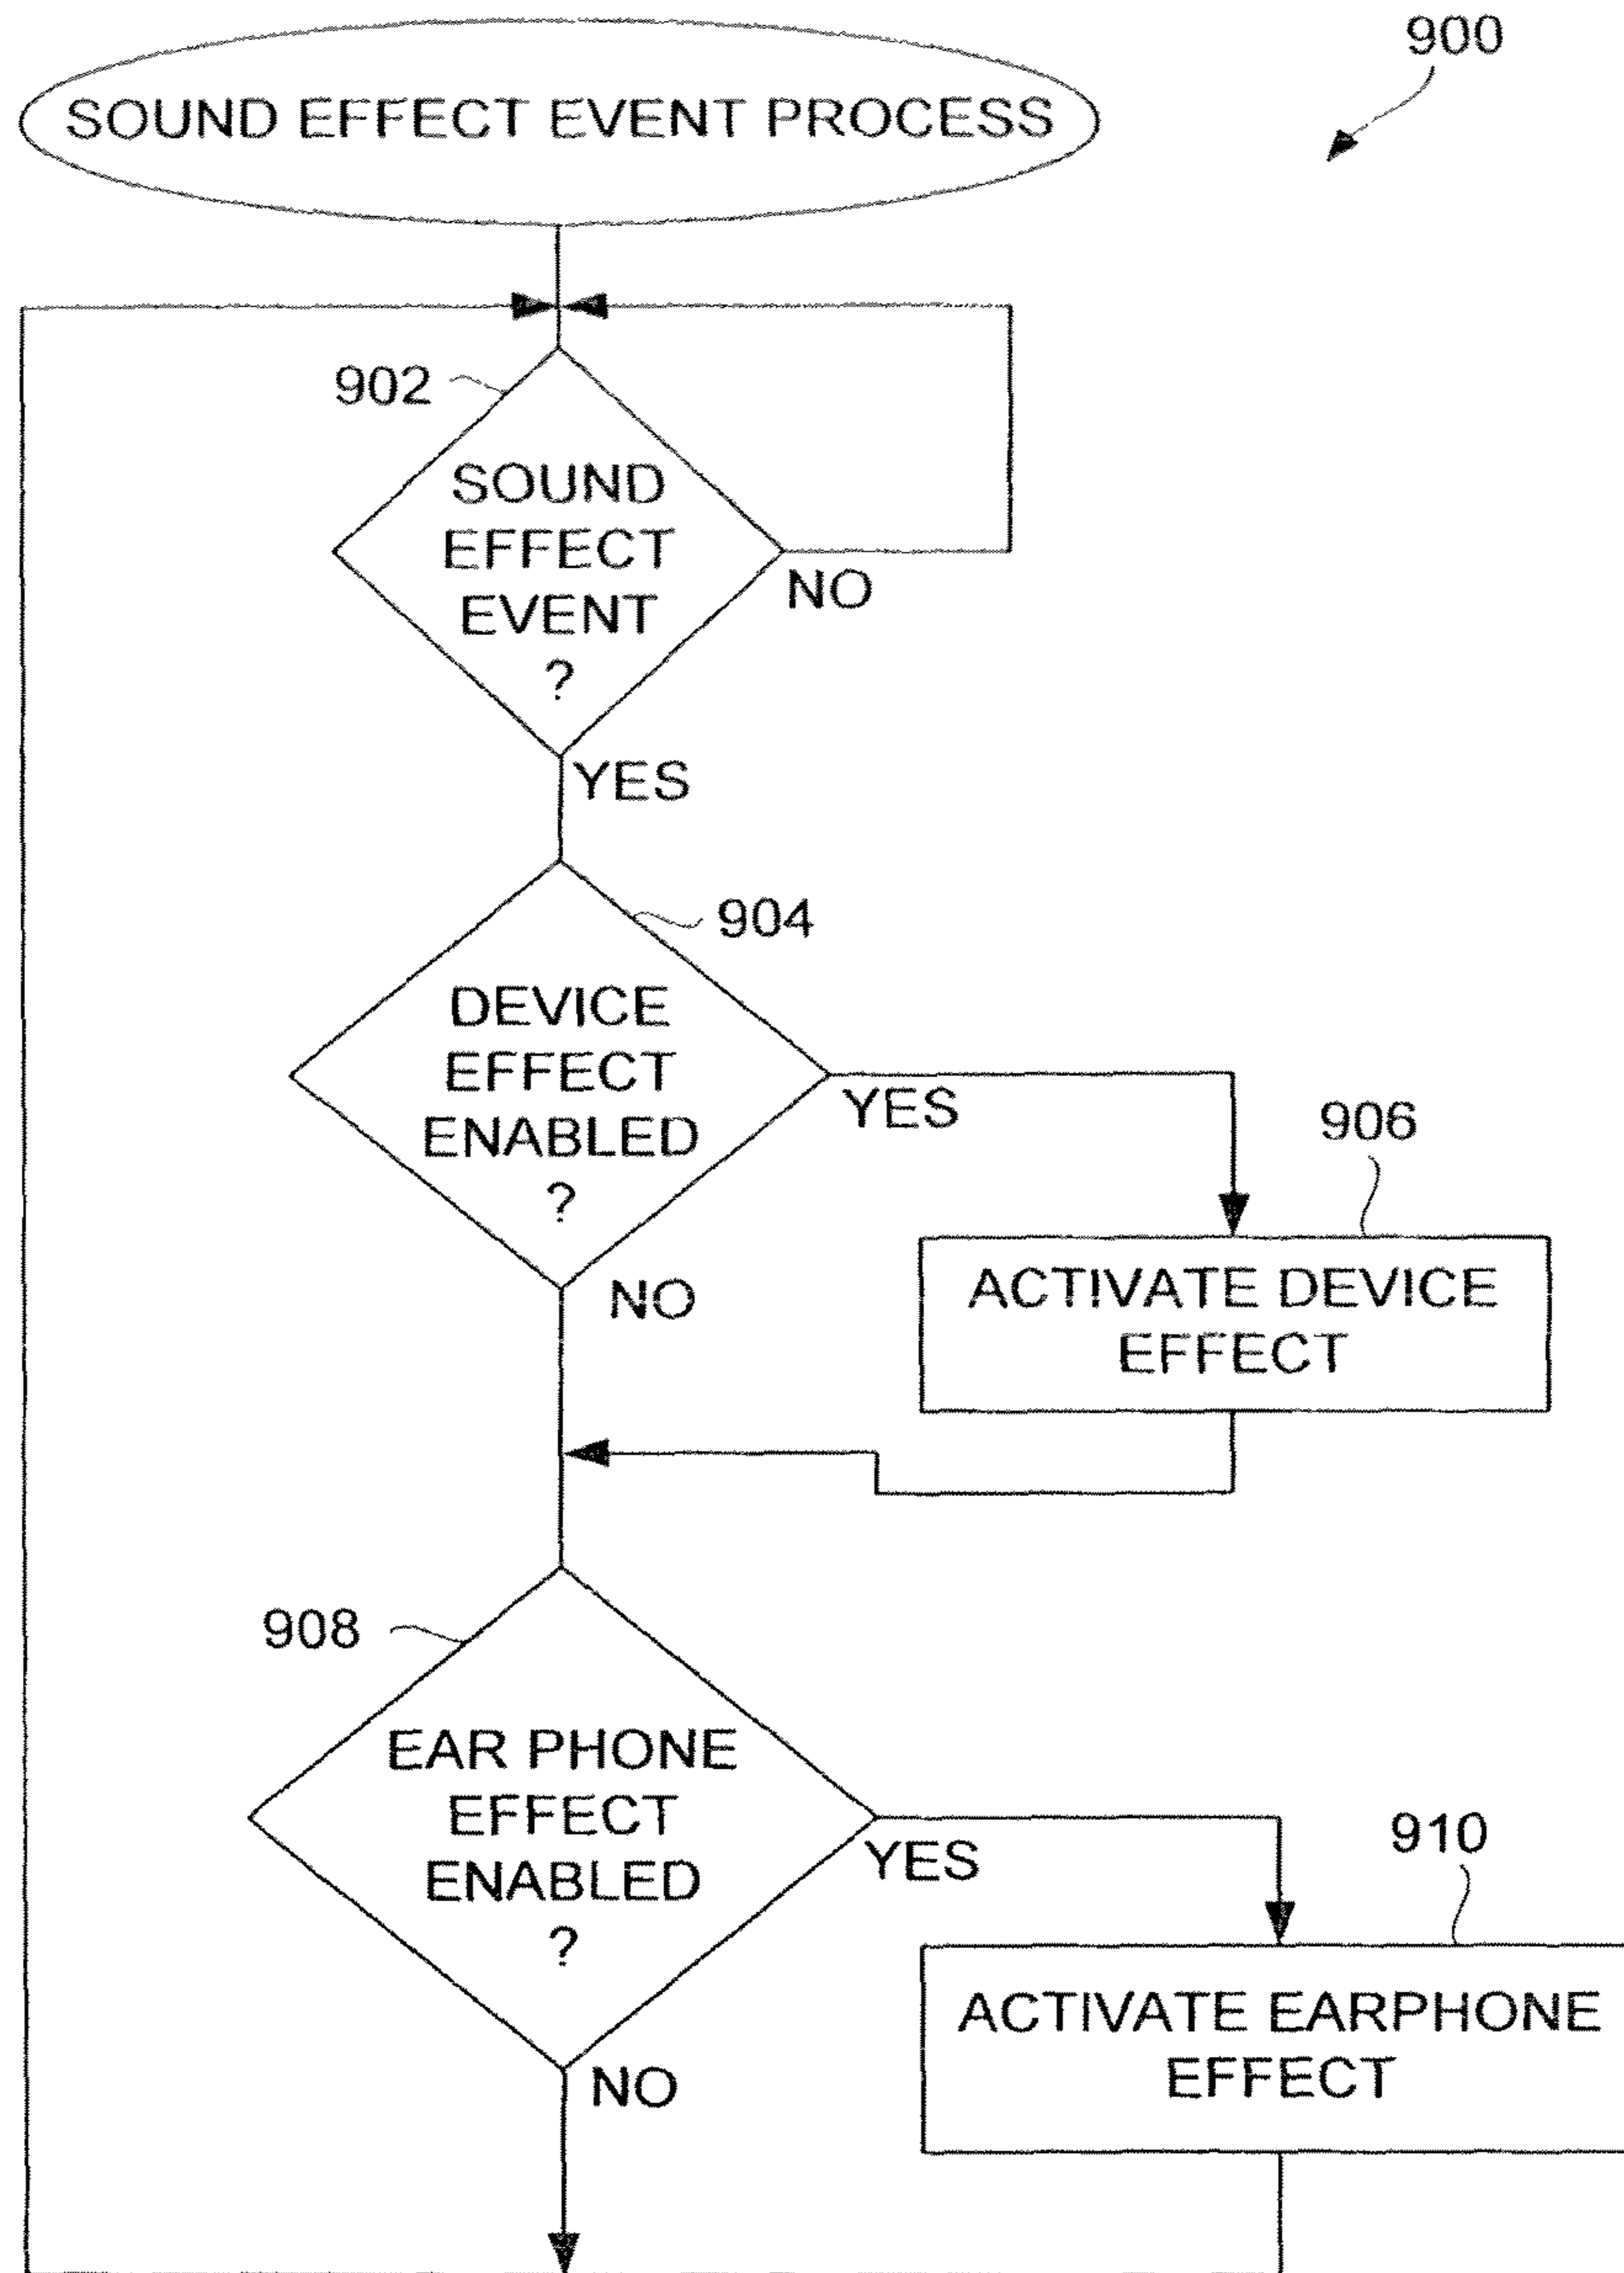 900
SOUND EFFECT EVENT PROCESS
902
SOUND
EFFECT
EVENT
?
NO
YES
904
DEVICE
EFFECT
ENABLED
?
YES
NO
906
ACTIVATE DEVICE
EFFECT
908
EAR PHONE
EFFECT
ENABLED
?
YES
NO
910
ACTIVATE EARPHONE
EFFECT